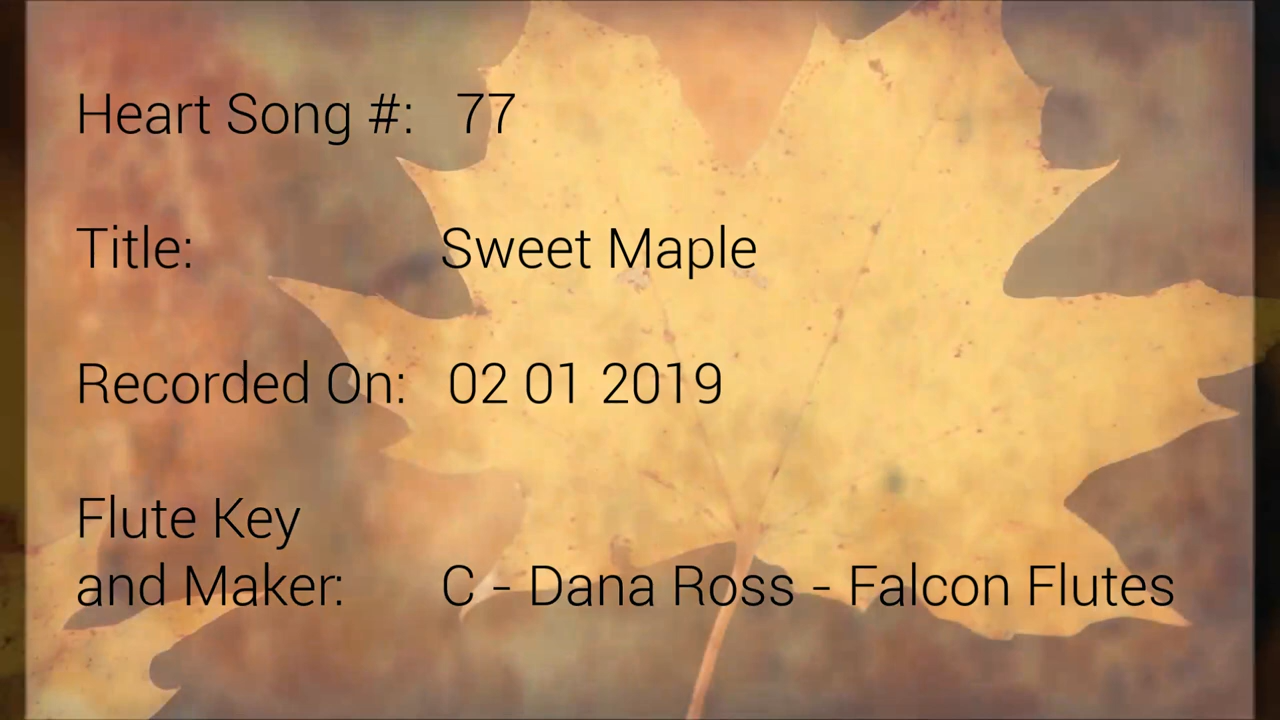 Heart Song #: 77
Title: Sweet Maple
Recorded On: 02 01 2019
Flute Key
and Maker: C - Dana Ross - Falcon Flutes